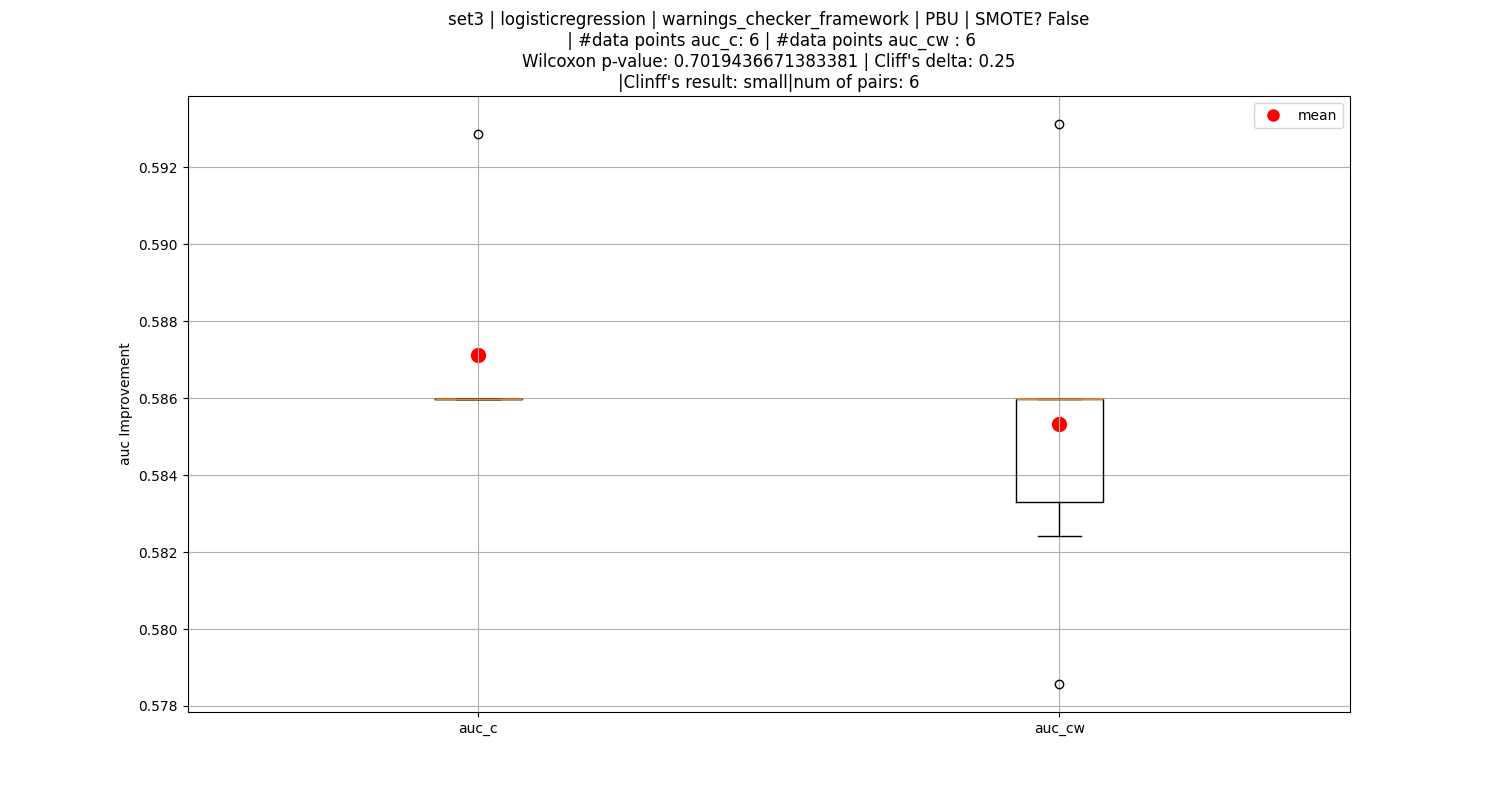 set3 | logisticregression | warnings_checker_framework | PBU | SMOTE? False
| #data points auc_c: 6 | #data points auc_cw : 6
Wilcoxon p-value: 0.7019436671383381 | Cliff's delta: 0.25
|Clinff's result: small|num of pairs: 6
mean
0.592
0.590
0.588
0.586
0.584
0.582
0.580
0.578
auc Improvement
auc_c
auc_cw